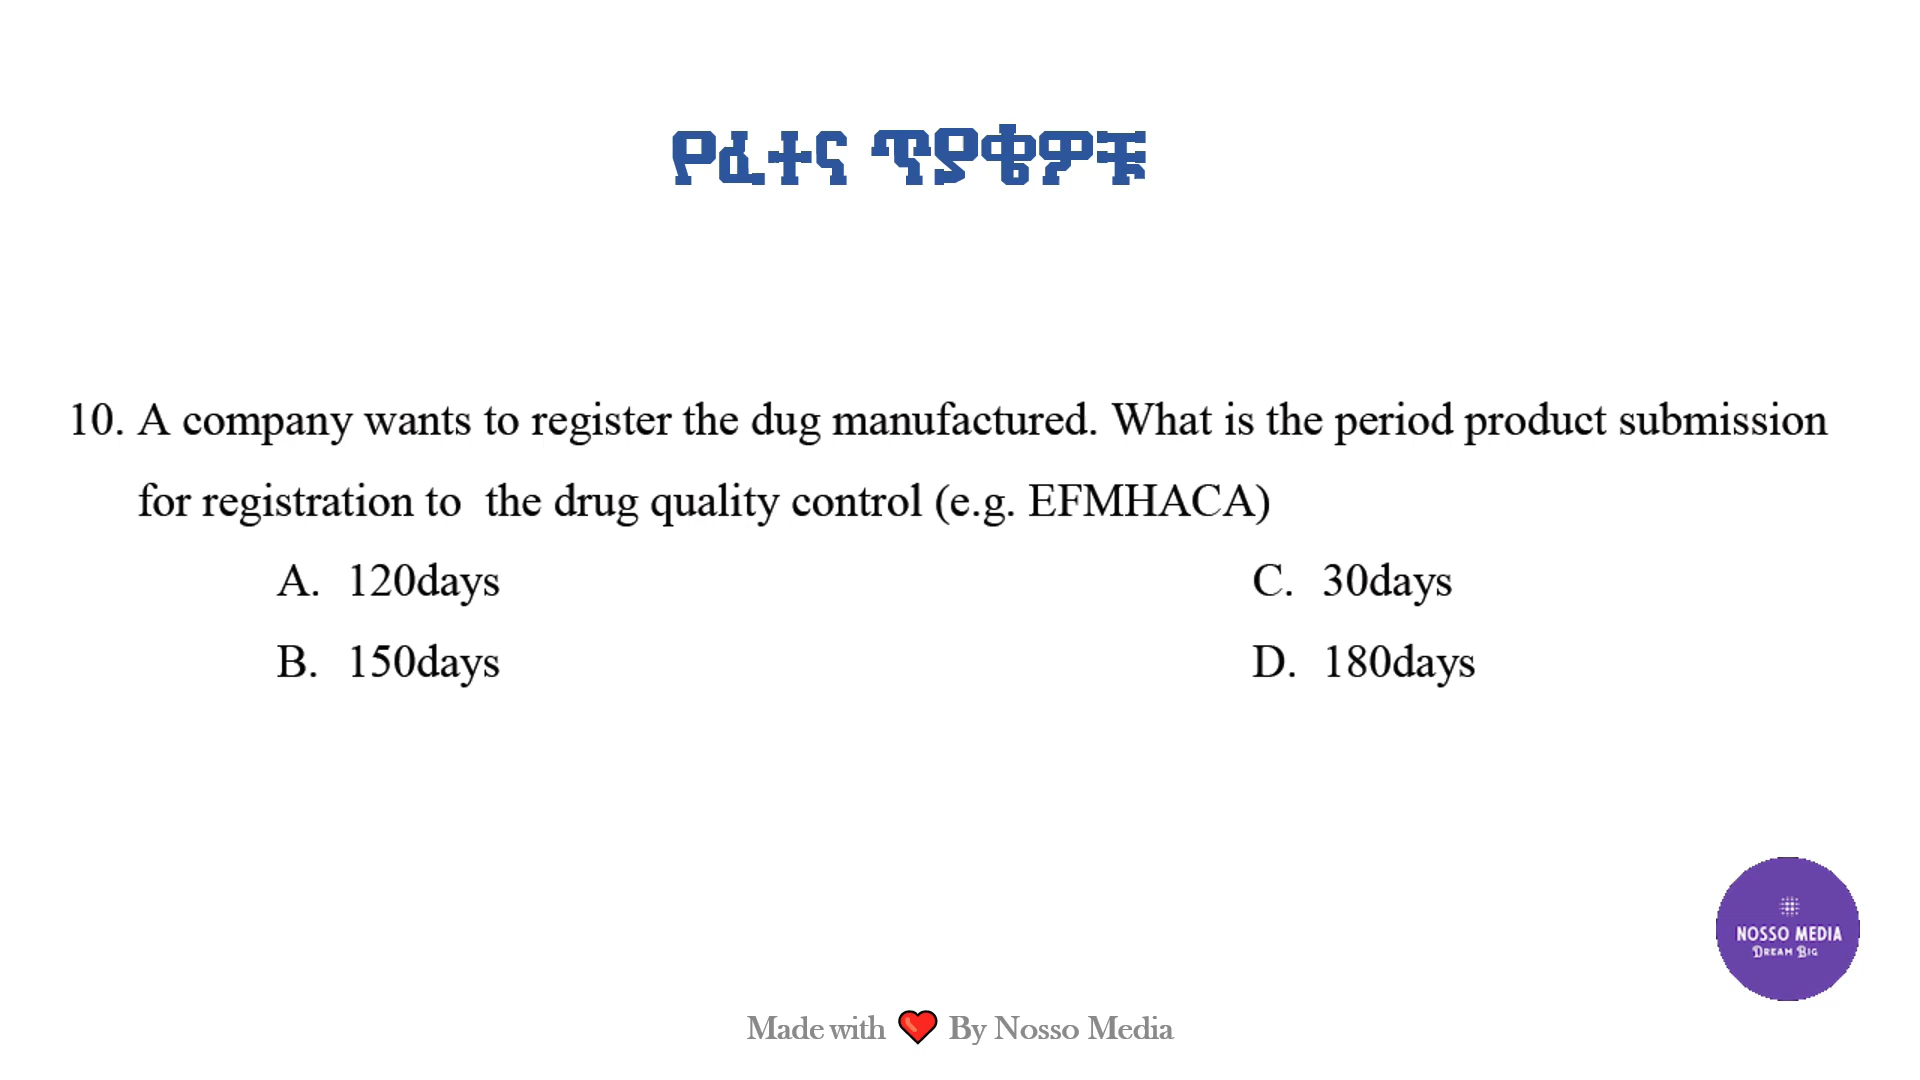 የፈተና ጥያቄዎቹ
10. A company wants to register the dug manufactured. What is the period product submission
for registration to the drug quality control (e.g. EFMHACA)
A. 120days
C. 30days
B. 150days
D. 180days
NOSSO MEDIA
DREAM BIG
Made with ❤️ By Nosso Media